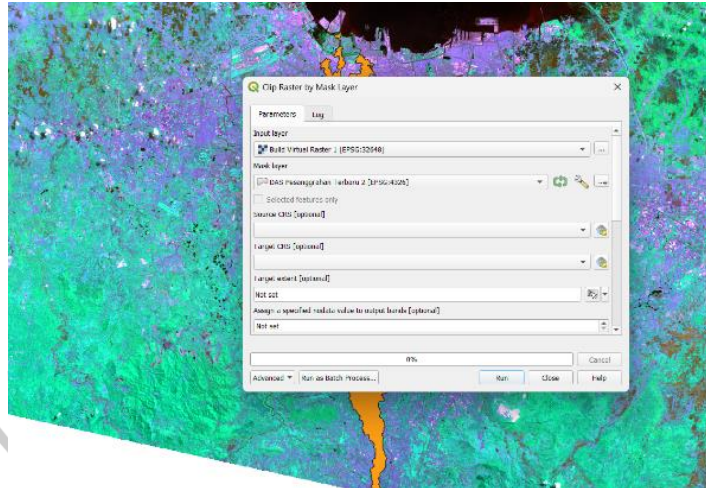 Clip Raster by Mask Layer
Parameters Log
Input layer
Build Virtual Raster 1 [EPSG:32648]
Mask layer
DAS Pesanggrahan Terbaru 2 [EPSG:4326]
Selected features only
Source CRS [optional]
Target CRS [optional]
Target extent [optional]
Not set
Assign a specified nodata value to output bands [optional]
Not set
0%
Cancel
Advanced Run as Batch Process... Run Close Help